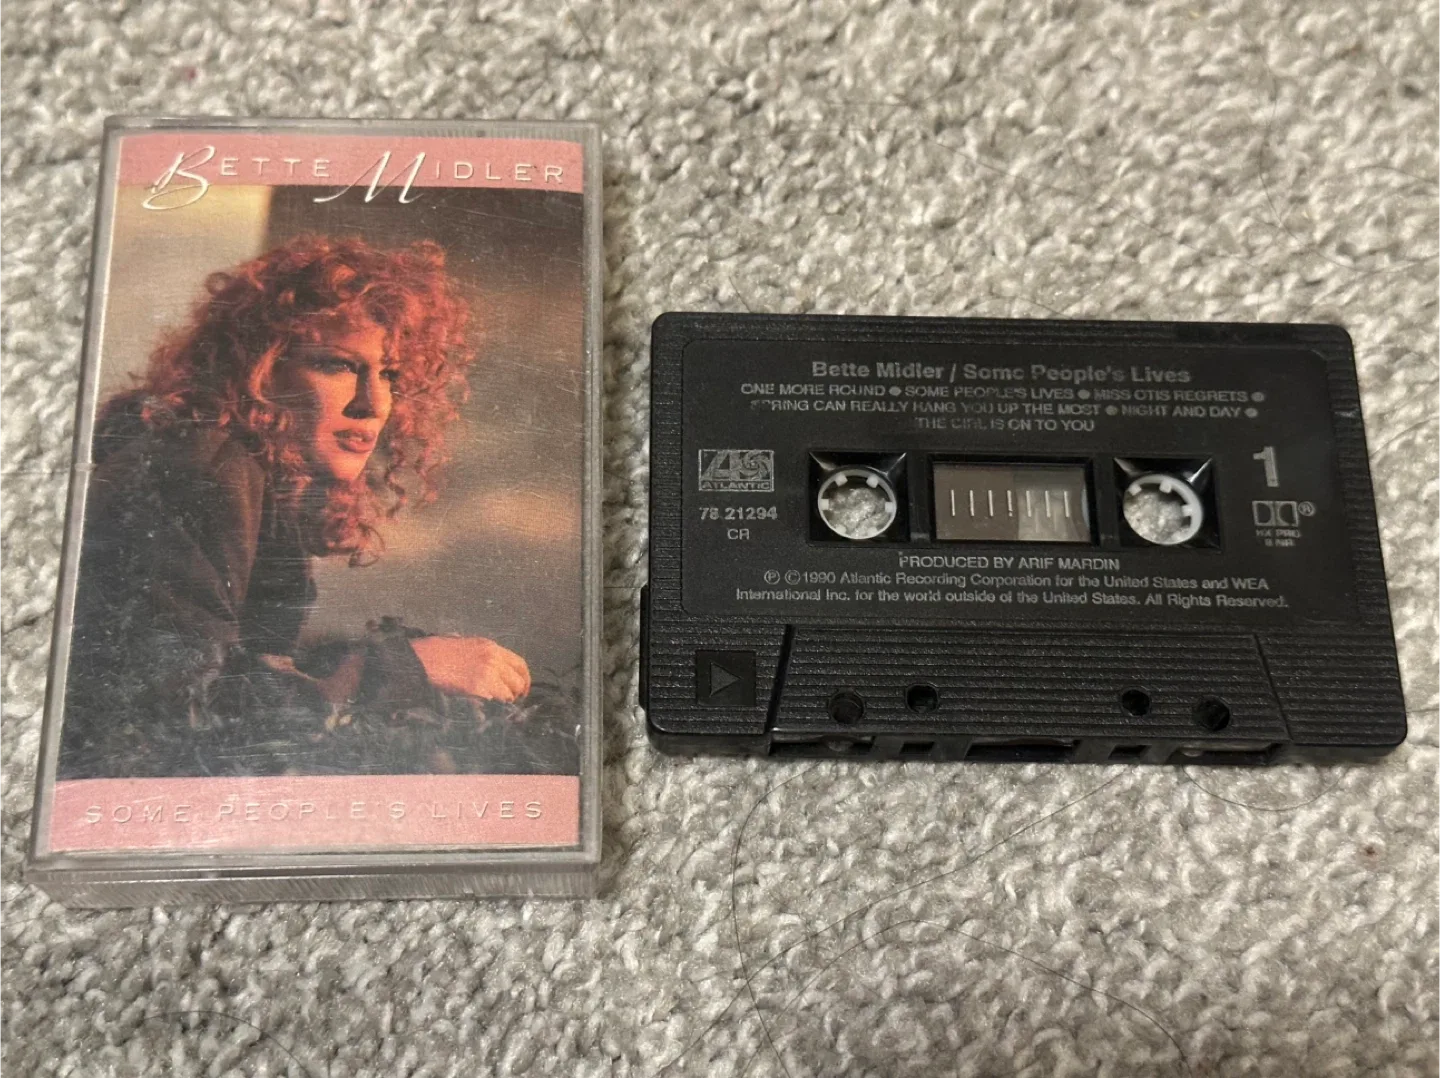 BETTE MIDLER
SOME PEOPLE'S LIVES
Bette Midler / Some People's Lives
ONE MORE ROUND ● SOME PEOPLE'S LIVES ● MISS OTIS REGRETS ●
SPRING CAN REALLY HANG YOU UP THE MOST ● NIGHT AND DAY ●
THE GIRL IS ON TO YOU
1
ATLANTIC
78 21294
CR
HX PRO
B NR
PRODUCED BY ARIF MARDIN
℗ ©1990 Atlantic Recording Corporation for the United States and WEA
International Inc. for the world outside of the United States. All Rights Reserved.